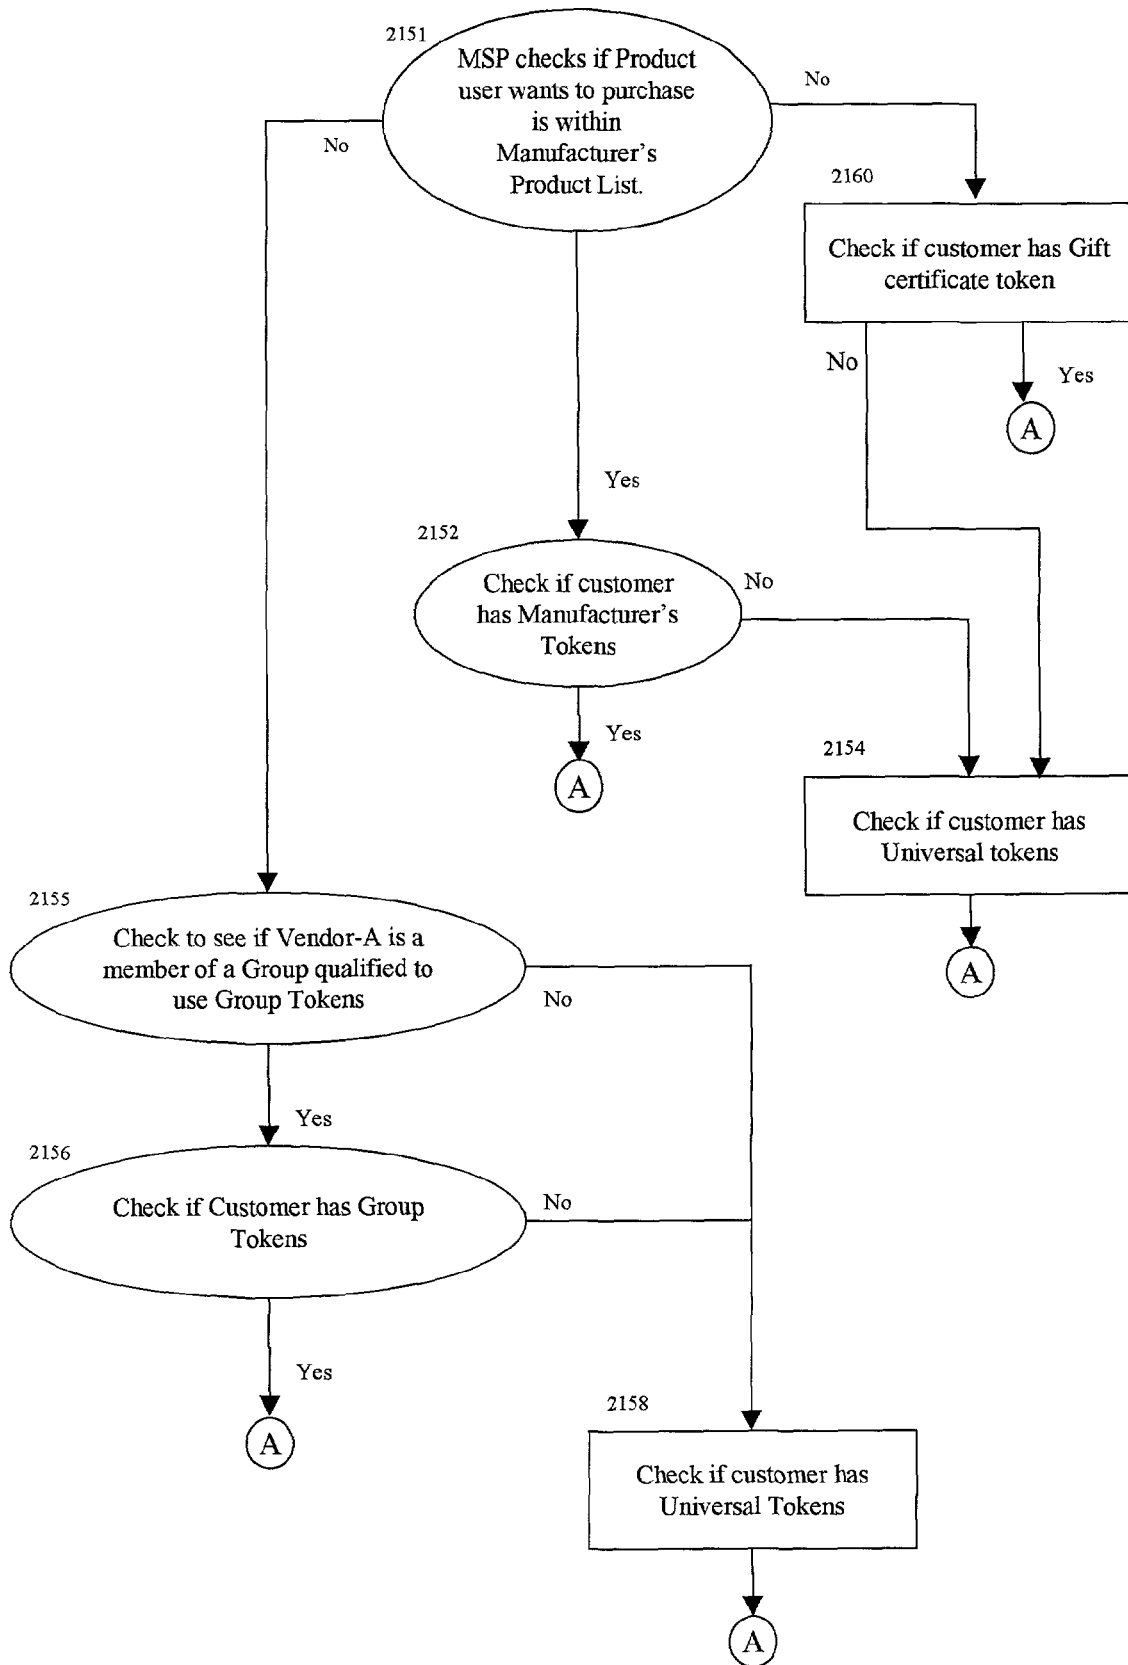 2151
MSP checks if Product
user wants to purchase
is within
Manufacturer's
Product List.
No
No
2160
Check if customer has Gift
certificate token
No
Yes
A
Yes
2152
Check if customer
has Manufacturer's
Tokens
No
Yes
A
2154
Check if customer has
Universal tokens
A
2155
Check to see if Vendor-A is a
member of a Group qualified to
use Group Tokens
No
Yes
2156
Check if Customer has Group
Tokens
No
Yes
A
2158
Check if customer has
Universal Tokens
A